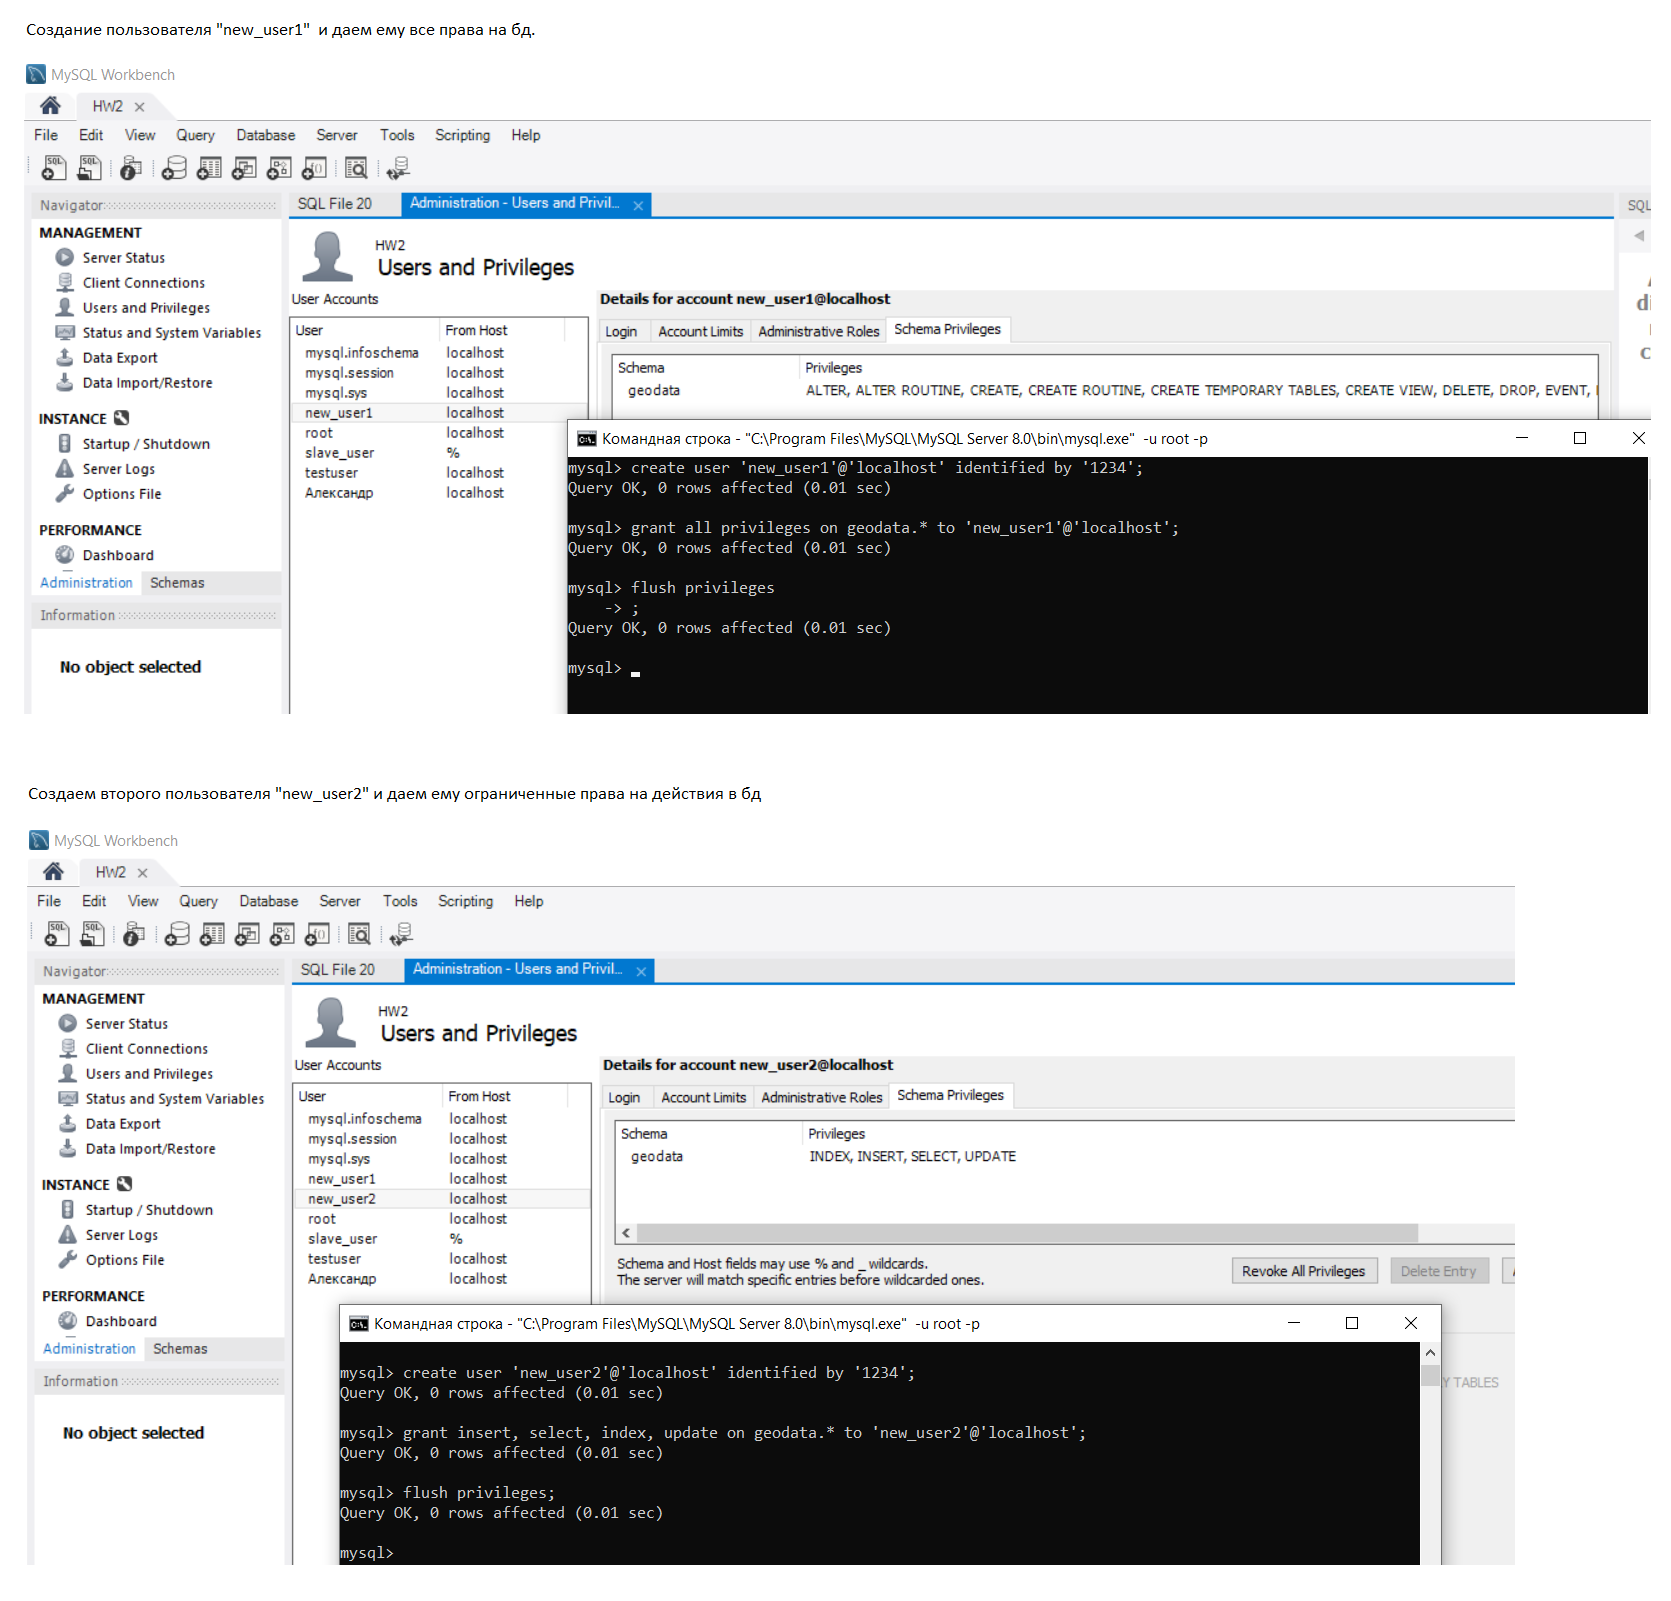 Создание пользователя "new_user1"  и даем ему все права на бд.
MySQL Workbench
HW2
File Edit View Query Database Server Tools Scripting Help
Navigator
MANAGEMENT
Server Status
Client Connections
Users and Privileges
Status and System Variables
Data Export
Data Import/Restore
INSTANCE
Startup / Shutdown
Server Logs
Options File
PERFORMANCE
Dashboard
Administration Schemas
Information
No object selected
SQL File 20 Administration - Users and Privil...
SQL
HW2
Users and Privileges
User Accounts
User From Host
mysql.infoschema localhost
mysql.session localhost
mysql.sys localhost
new_user1 localhost
root localhost
slave_user %
testuser localhost
Александр localhost
Details for account new_user1@localhost
Login Account Limits Administrative Roles Schema Privileges
Schema Privileges
geodata ALTER, ALTER ROUTINE, CREATE, CREATE ROUTINE, CREATE TEMPORARY TABLES, CREATE VIEW, DELETE, DROP, EVENT,
Командная строка - "C:\Program Files\MySQL\MySQL Server 8.0\bin\mysql.exe"  -u root -p
mysql> create user 'new_user1'@'localhost' identified by '1234';
Query OK, 0 rows affected (0.01 sec)
mysql> grant all privileges on geodata.* to 'new_user1'@'localhost';
Query OK, 0 rows affected (0.01 sec)
mysql> flush privileges
    -> ;
Query OK, 0 rows affected (0.01 sec)
mysql>
Создаем второго пользователя "new_user2" и даем ему ограниченные права на действия в бд
MySQL Workbench
HW2
File Edit View Query Database Server Tools Scripting Help
Navigator
MANAGEMENT
Server Status
Client Connections
Users and Privileges
Status and System Variables
Data Export
Data Import/Restore
INSTANCE
Startup / Shutdown
Server Logs
Options File
PERFORMANCE
Dashboard
Administration Schemas
Information
No object selected
SQL File 20 Administration - Users and Privil...
HW2
Users and Privileges
User Accounts
User From Host
mysql.infoschema localhost
mysql.session localhost
mysql.sys localhost
new_user1 localhost
new_user2 localhost
root localhost
slave_user %
testuser localhost
Александр localhost
Details for account new_user2@localhost
Login Account Limits Administrative Roles Schema Privileges
Schema Privileges
geodata INDEX, INSERT, SELECT, UPDATE
Schema and Host fields may use % and _ wildcards.
The server will match specific entries before wildcarded ones.
Revoke All Privileges Delete Entry
Y TABLES
Командная строка - "C:\Program Files\MySQL\MySQL Server 8.0\bin\mysql.exe"  -u root -p
mysql> create user 'new_user2'@'localhost' identified by '1234';
Query OK, 0 rows affected (0.01 sec)
mysql> grant insert, select, index, update on geodata.* to 'new_user2'@'localhost';
Query OK, 0 rows affected (0.01 sec)
mysql> flush privileges;
Query OK, 0 rows affected (0.01 sec)
mysql>